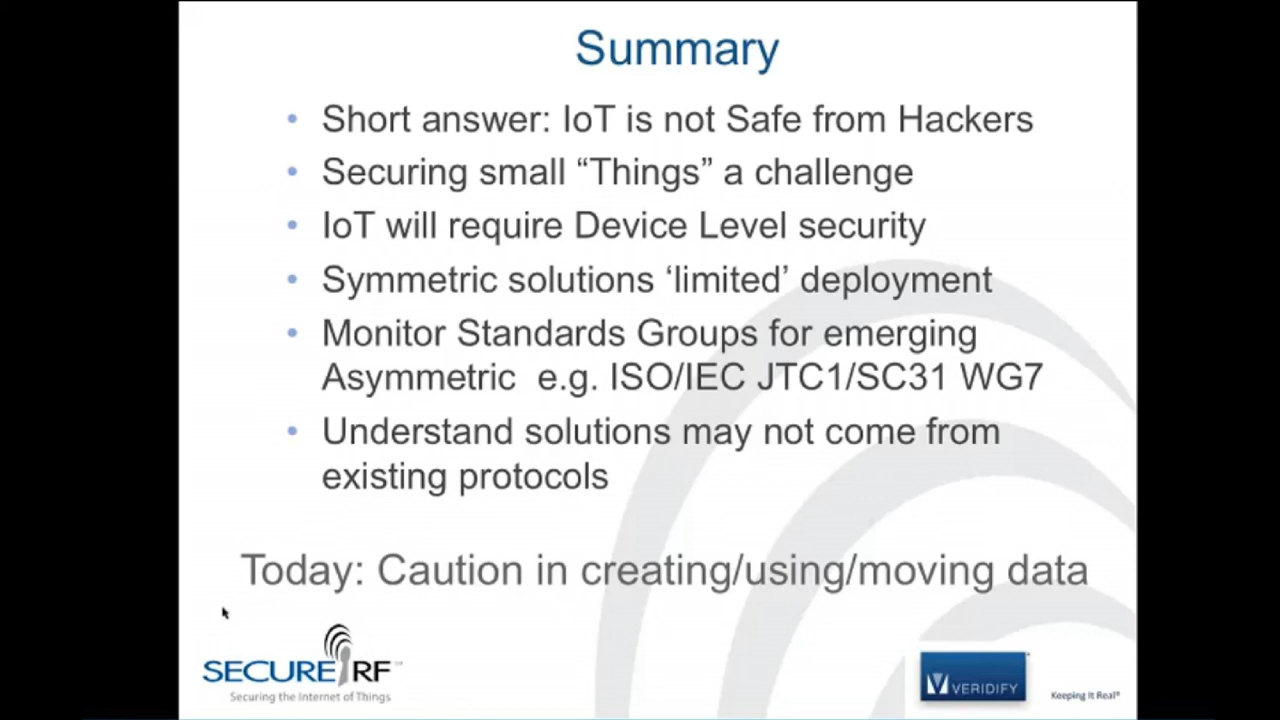 Summary
• Short answer: IoT is not Safe from Hackers
• Securing small “Things” a challenge
• IoT will require Device Level security
• Symmetric solutions ‘limited’ deployment
• Monitor Standards Groups for emerging
Asymmetric e.g. ISO/IEC JTC1/SC31 WG7
• Understand solutions may not come from
existing protocols
Today: Caution in creating/using/moving data
SECURE RF
Securing the Internet of Things
VERIDIFY
Keeping it Real®